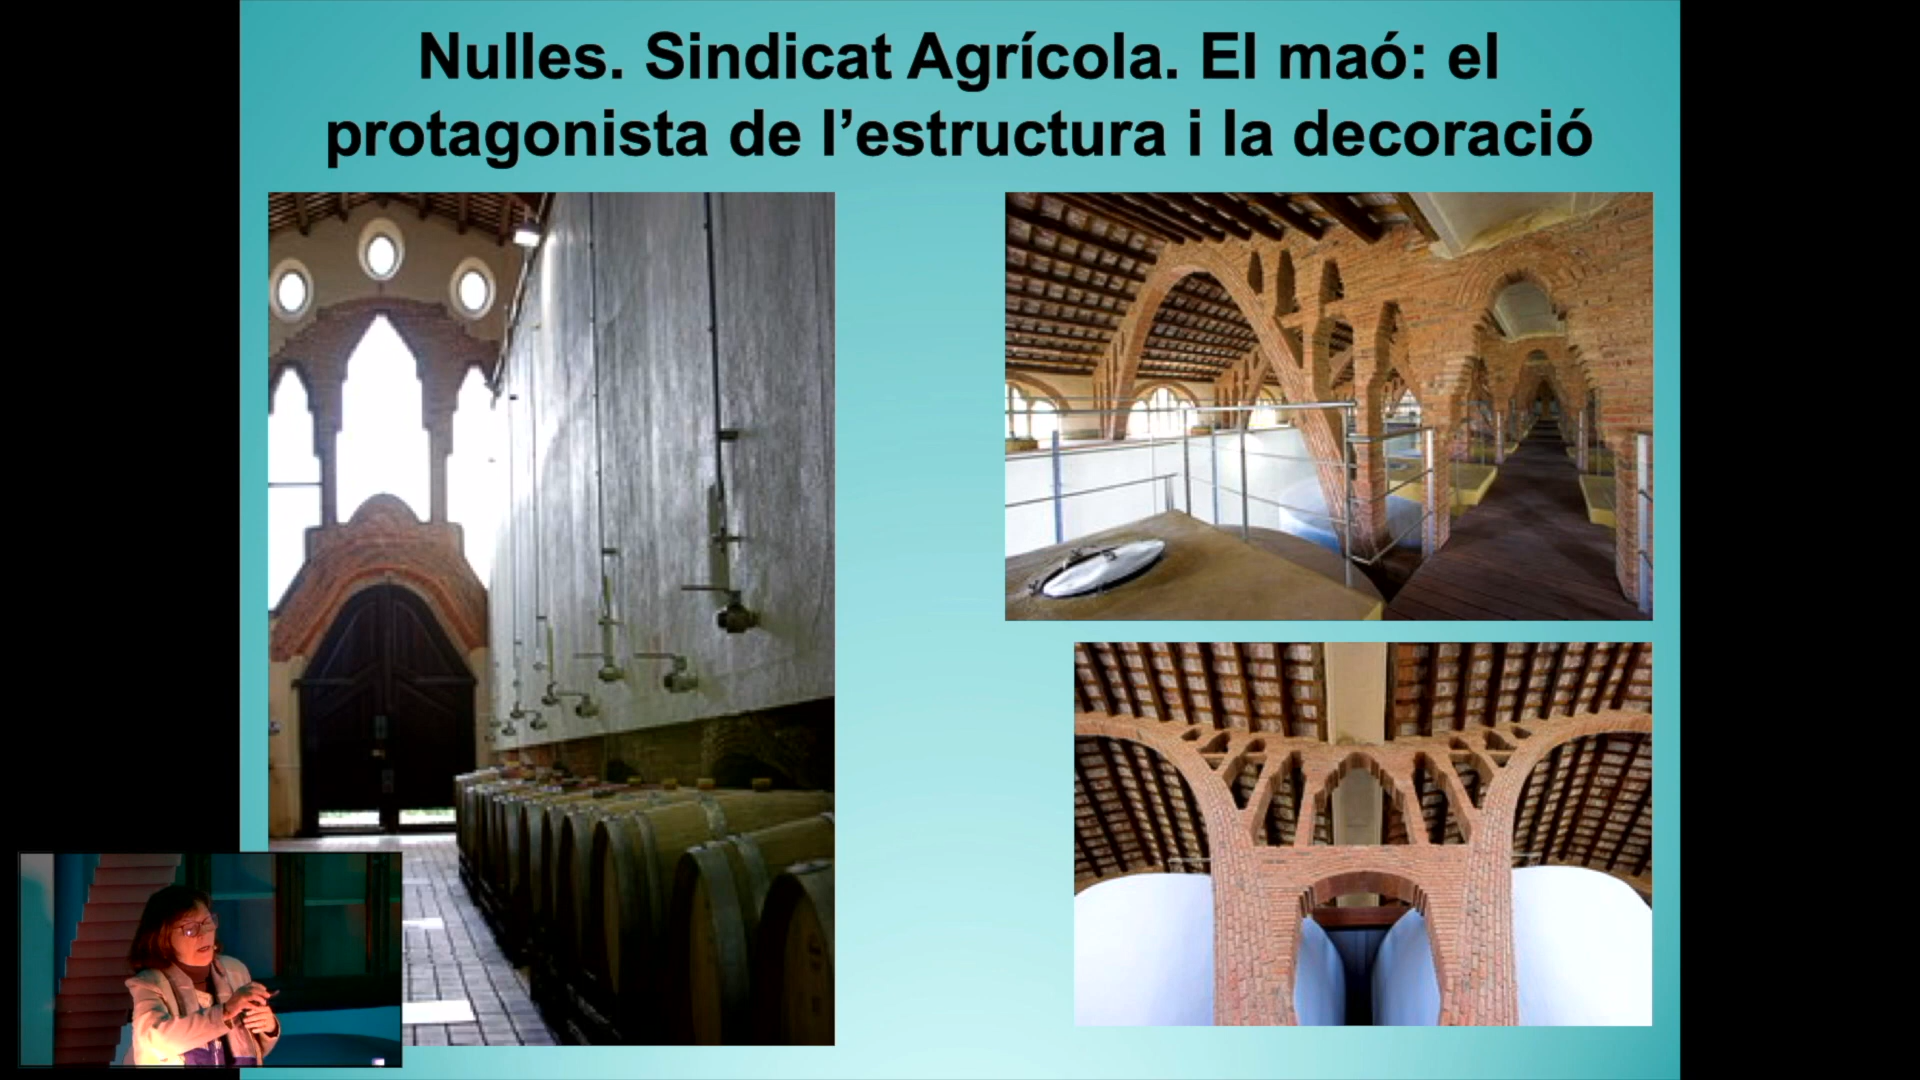 Nulles. Sindicat Agrícola. El maó: el
protagonista de l’estructura i la decoració